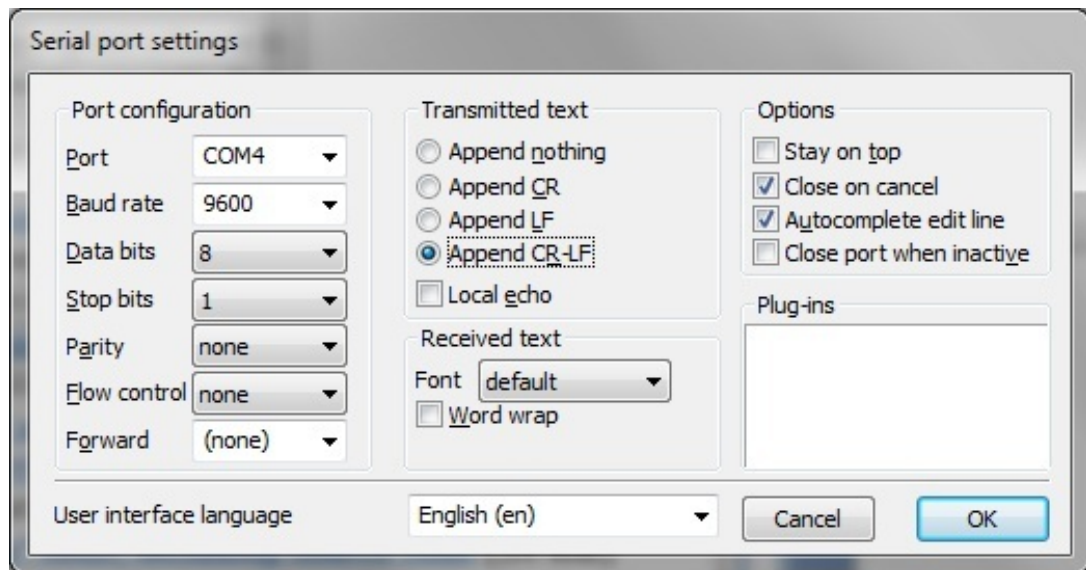 Serial port settings
Port configuration
Port COM4
Baud rate 9600
Data bits 8
Stop bits 1
Parity none
Flow control none
Forward (none)
Transmitted text
Append nothing
Append CR
Append LF
Append CR-LF
Local echo
Received text
Font default
Word wrap
Options
Stay on top
Close on cancel
Autocomplete edit line
Close port when inactive
Plug-ins
User interface language English (en)
Cancel OK